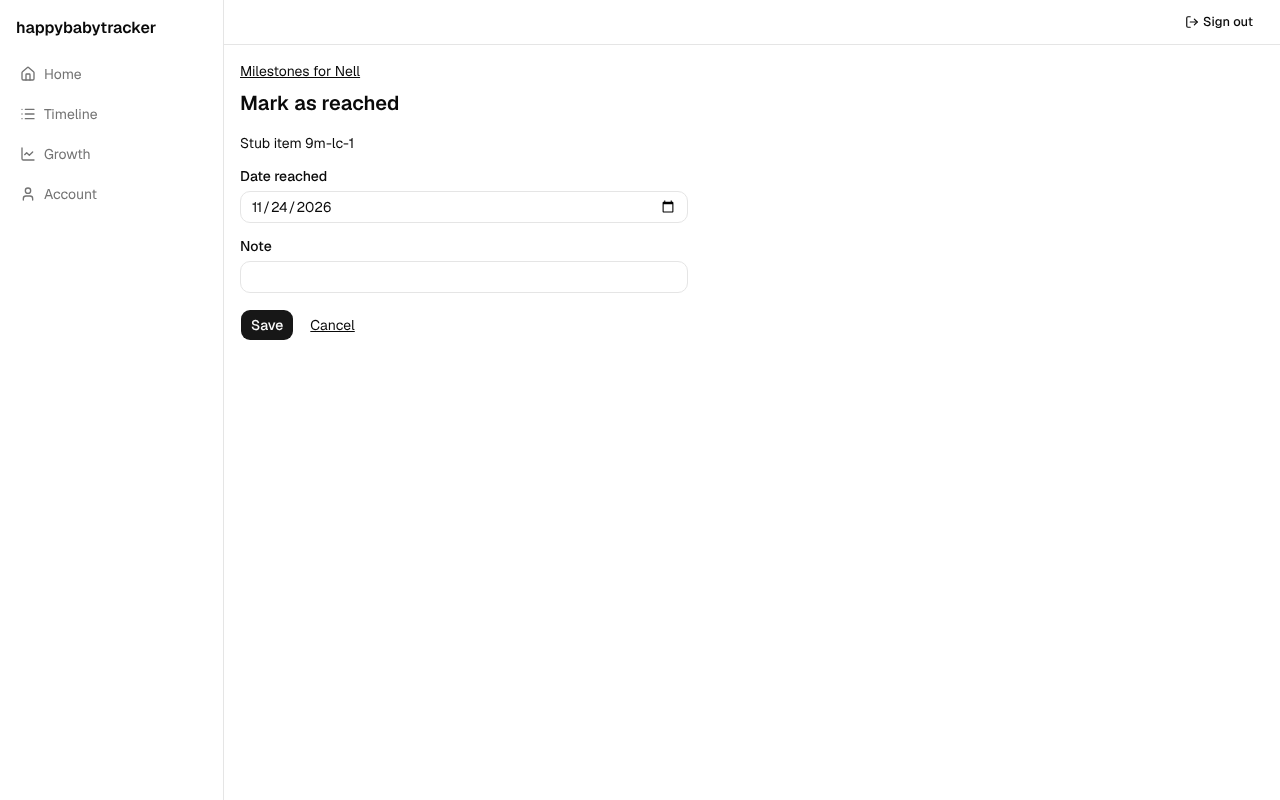 happybabytracker
Sign out
Home
Timeline
Growth
Account
Milestones for Nell
Mark as reached
Stub item 9m-lc-1
Date reached
11/24/2026
Note
Save
Cancel